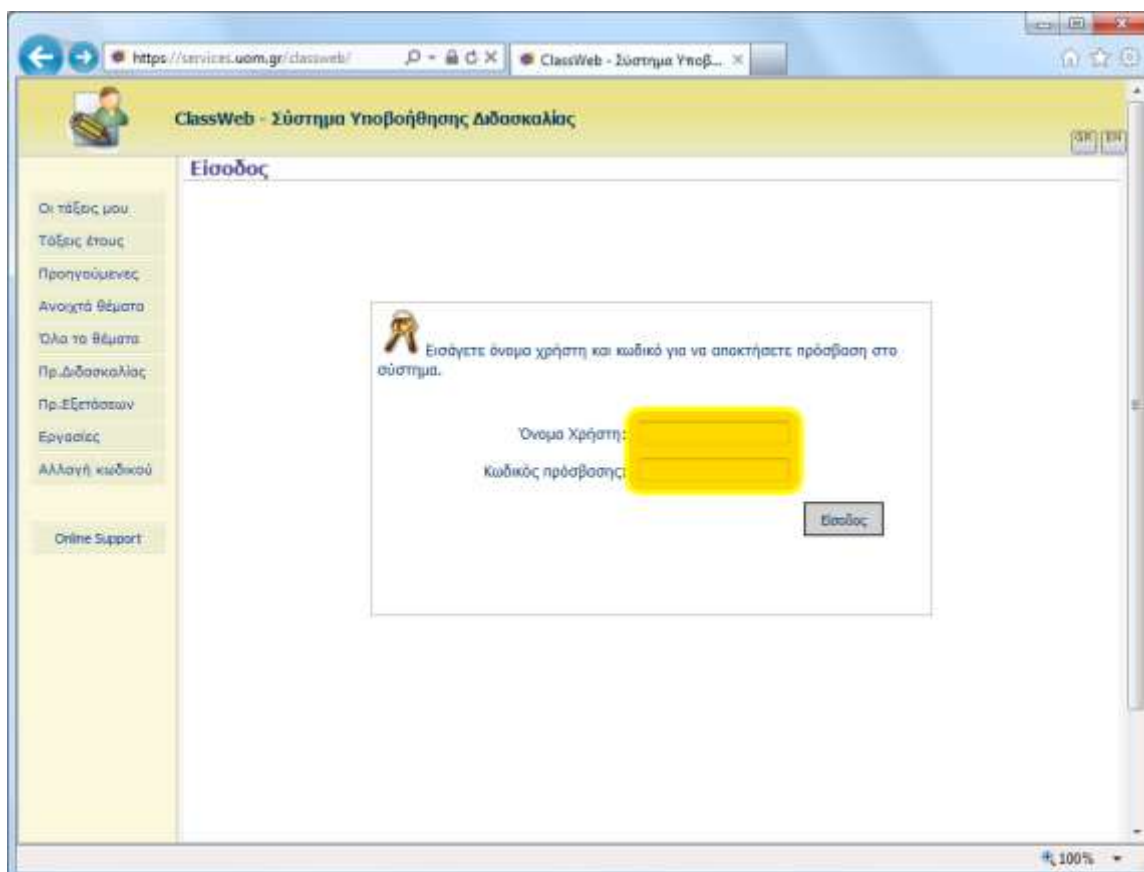 https://services.uom.gr/classweb/
ClassWeb - Σύστημα Υποβ...
ClassWeb - Σύστημα Υποβοήθησης Διδασκαλίας
GR EN
Είσοδος
Οι τάξεις μου
Τάξεις έτους
Προηγούμενες
Ανοιχτά θέματα
Όλα τα θέματα
Πρ.Διδασκαλίας
Πρ.Εξετάσεων
Εργασίες
Αλλαγή κωδικού
Online Support
Εισάγετε όνομα χρήστη και κωδικό για να αποκτήσετε πρόσβαση στο
σύστημα.
Όνομα Χρήστη:
Κωδικός πρόσβασης:
Είσοδος
100%